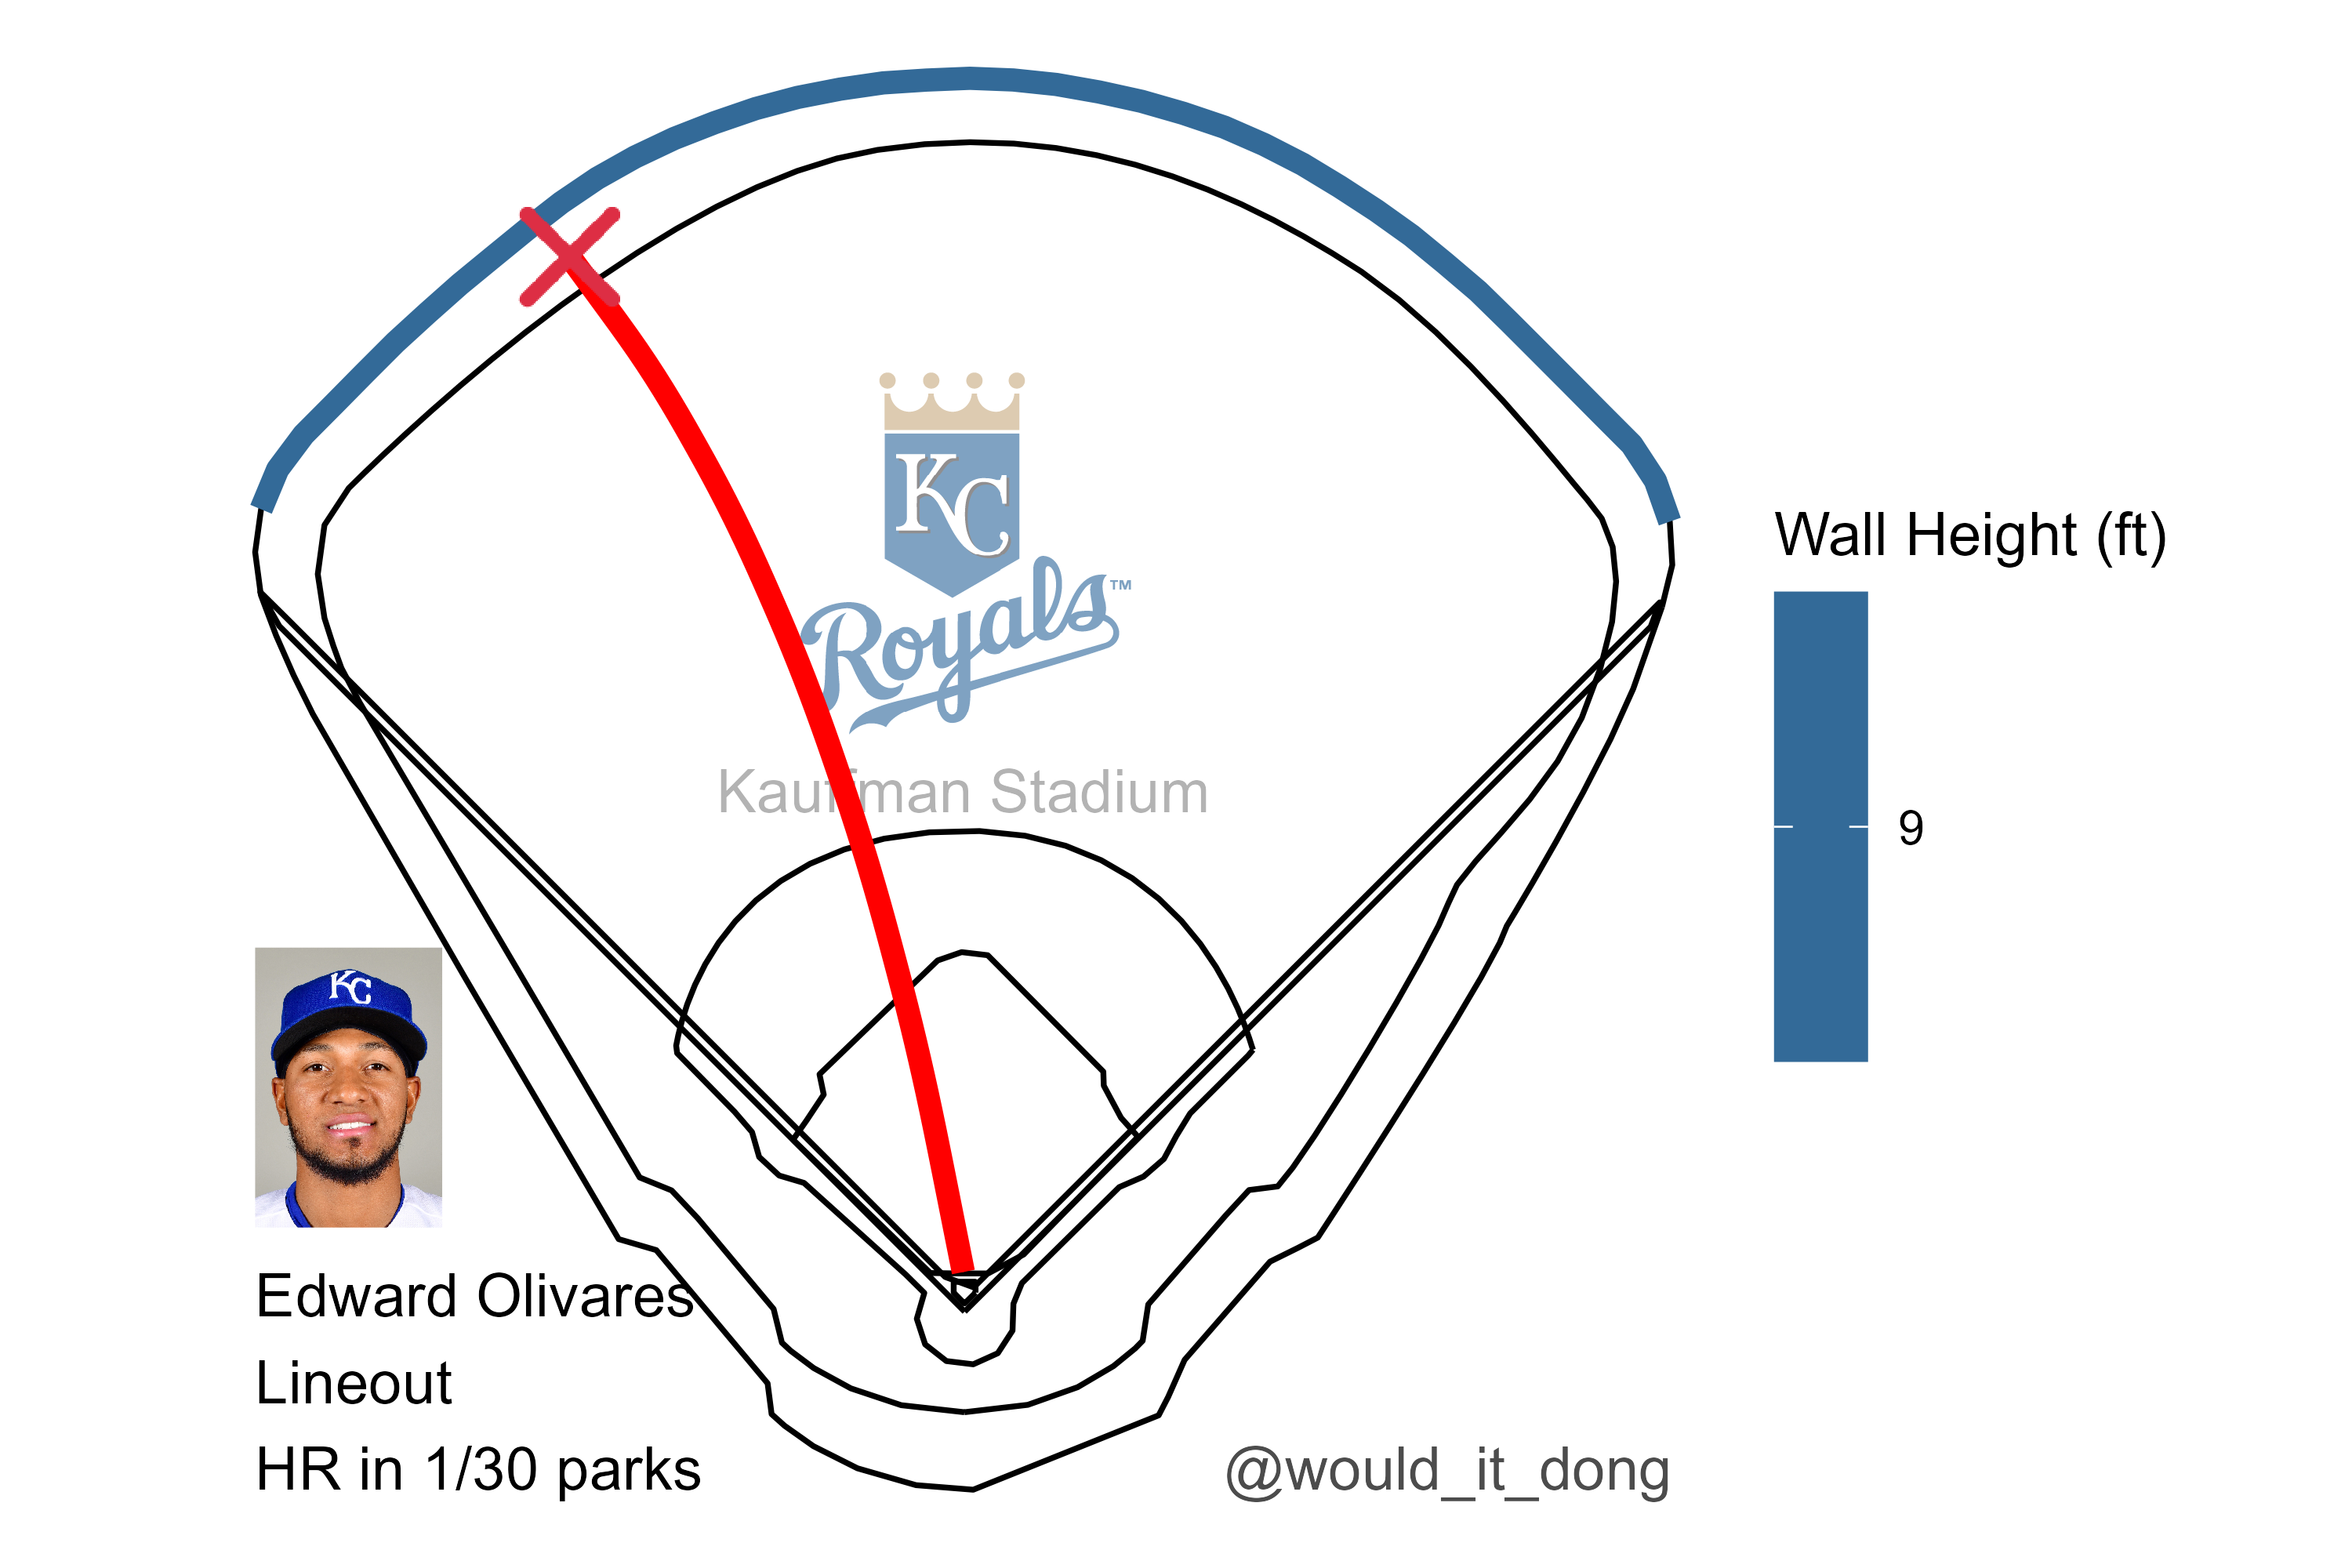 KC
Royals™
Kauffman Stadium
Wall Height (ft)
9
KC
Edward Olivares
Lineout
HR in 1/30 parks
@would_it_dong